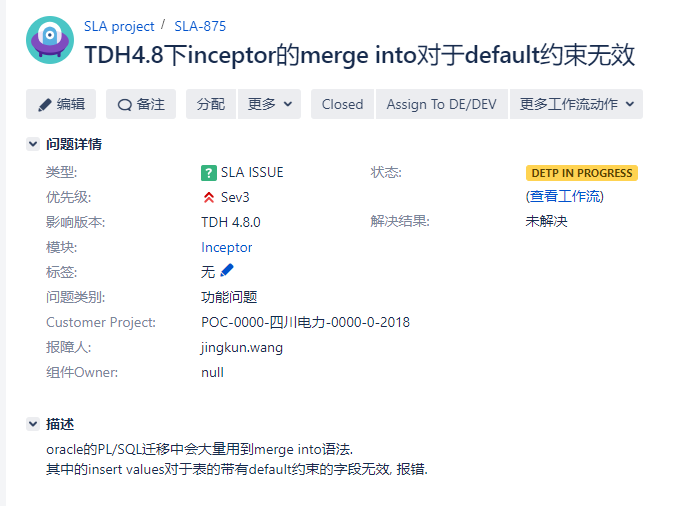 SLA project / SLA-875
TDH4.8下inceptor的merge into对于default约束无效
编辑 备注 分配 更多 Closed Assign To DE/DEV 更多工作流动作
问题详情
类型: SLA ISSUE 状态: DETP IN PROGRESS
优先级: Sev3 (查看工作流)
影响版本: TDH 4.8.0 解决结果: 未解决
模块: Inceptor
标签: 无
问题类别: 功能问题
Customer Project: POC-0000-四川电力-0000-0-2018
报障人: jingkun.wang
组件Owner: null
描述
oracle的PL/SQL迁移中会大量用到merge into语法.
其中的insert values对于表的带有default约束的字段无效, 报错.